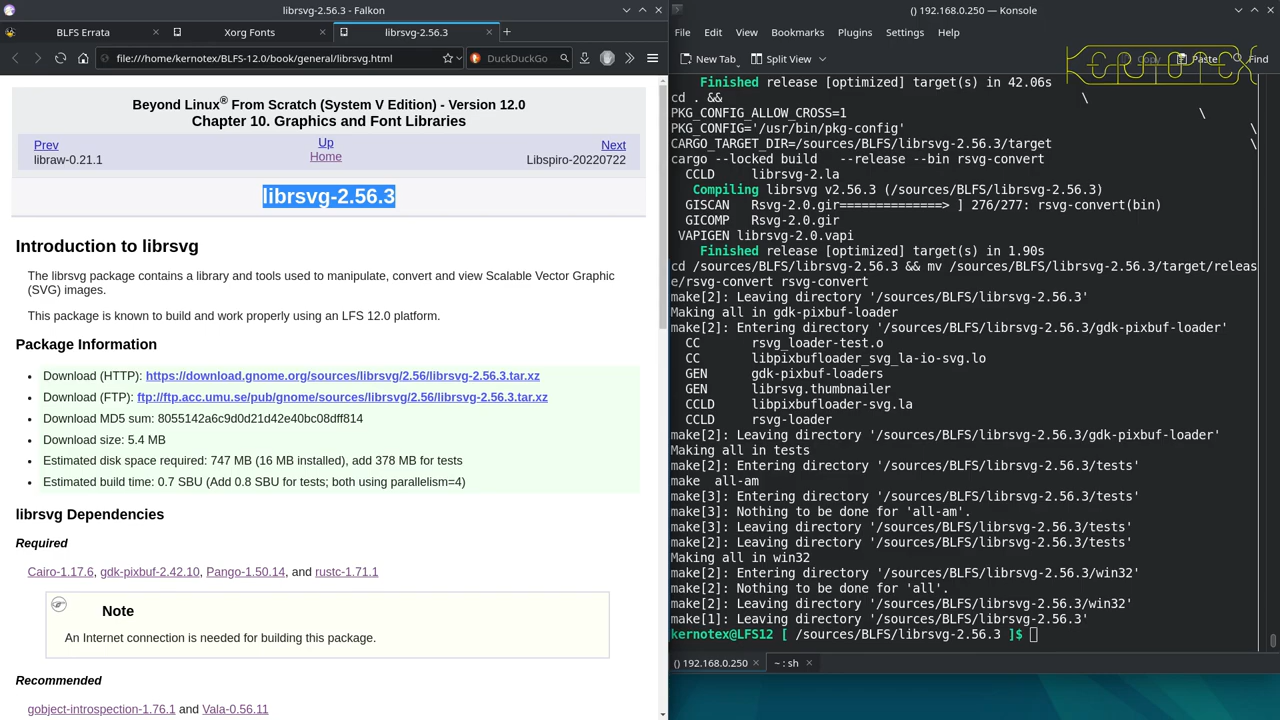 librsvg-2.56.3 - Falkon
BLFS Errata
Xorg Fonts
librsvg-2.56.3
file:///home/kernotex/BLFS-12.0/book/general/librsvg.html
DuckDuckGo
Beyond Linux® From Scratch (System V Edition) - Version 12.0
Chapter 10. Graphics and Font Libraries
Prev
Up
Next
libraw-0.21.1
Home
Libspiro-20220722
librsvg-2.56.3
Introduction to librsvg
The librsvg package contains a library and tools used to manipulate, convert and view Scalable Vector Graphic
(SVG) images.
This package is known to build and work properly using an LFS 12.0 platform.
Package Information
• Download (HTTP): https://download.gnome.org/sources/librsvg/2.56/librsvg-2.56.3.tar.xz
• Download (FTP): ftp://ftp.acc.umu.se/pub/gnome/sources/librsvg/2.56/librsvg-2.56.3.tar.xz
• Download MD5 sum: 8055142a6c9d0d21d42e40bc08dff814
• Download size: 5.4 MB
• Estimated disk space required: 747 MB (16 MB installed), add 378 MB for tests
• Estimated build time: 0.7 SBU (Add 0.8 SBU for tests; both using parallelism=4)
librsvg Dependencies
Required
Cairo-1.17.6, gdk-pixbuf-2.42.10, Pango-1.50.14, and rustc-1.71.1
Note
An Internet connection is needed for building this package.
Recommended
gobject-introspection-1.76.1 and Vala-0.56.11
() 192.168.0.250 — Konsole
File Edit View Bookmarks Plugins Settings Help
New Tab Split View Copy Paste Find
Kernotex
Finished release [optimized] target(s) in 42.06s
cd . && \
PKG_CONFIG_ALLOW_CROSS=1 \
PKG_CONFIG='/usr/bin/pkg-config' \
CARGO_TARGET_DIR=/sources/BLFS/librsvg-2.56.3/target \
cargo --locked build --release --bin rsvg-convert
CCLD librsvg-2.la
Compiling librsvg v2.56.3 (/sources/BLFS/librsvg-2.56.3)
GISCAN Rsvg-2.0.gir=============> ] 276/277: rsvg-convert(bin)
GICOMP Rsvg-2.0.gir
VAPIGEN librsvg-2.0.vapi
Finished release [optimized] target(s) in 1.90s
cd /sources/BLFS/librsvg-2.56.3 && mv /sources/BLFS/librsvg-2.56.3/target/releas
e/rsvg-convert rsvg-convert
make[2]: Leaving directory '/sources/BLFS/librsvg-2.56.3'
Making all in gdk-pixbuf-loader
make[2]: Entering directory '/sources/BLFS/librsvg-2.56.3/gdk-pixbuf-loader'
CC rsvg_loader-test.o
CC libpixbufloader_svg_la-io-svg.lo
GEN gdk-pixbuf-loaders
GEN librsvg.thumbnailer
CCLD libpixbufloader-svg.la
CCLD rsvg-loader
make[2]: Leaving directory '/sources/BLFS/librsvg-2.56.3/gdk-pixbuf-loader'
Making all in tests
make[2]: Entering directory '/sources/BLFS/librsvg-2.56.3/tests'
make all-am
make[3]: Entering directory '/sources/BLFS/librsvg-2.56.3/tests'
make[3]: Nothing to be done for 'all-am'.
make[3]: Leaving directory '/sources/BLFS/librsvg-2.56.3/tests'
make[2]: Leaving directory '/sources/BLFS/librsvg-2.56.3/tests'
Making all in win32
make[2]: Entering directory '/sources/BLFS/librsvg-2.56.3/win32'
make[2]: Nothing to be done for 'all'.
make[2]: Leaving directory '/sources/BLFS/librsvg-2.56.3/win32'
make[1]: Leaving directory '/sources/BLFS/librsvg-2.56.3'
kernotex@LFS12 [ /sources/BLFS/librsvg-2.56.3 ]$
() 192.168.0.250
~ : sh